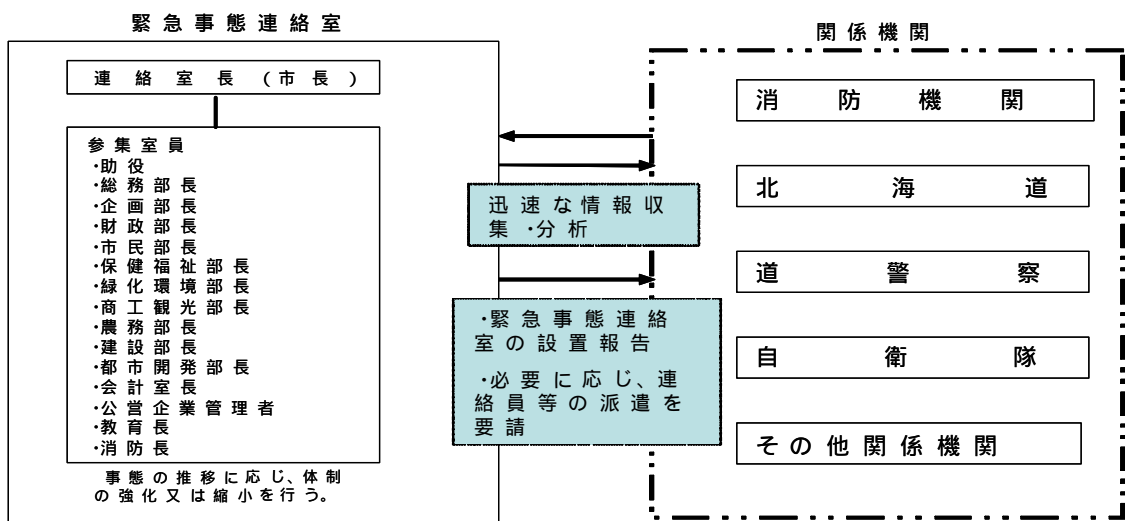 緊急事態連絡室
連絡室長(市長)
参集室員
・助役
・総務部長
・企画部長
・財政部長
・市民部長
・保健福祉部長
・緑化環境部長
・商工観光部長
・農務部長
・建設部長
・都市開発部長
・会計室長
・公営企業管理者
・教育長
・消防長
事態の推移に応じ、体制
の強化又は縮小を行う。
迅速な情報収
集・分析
・緊急事態連絡
室の設置報告
・必要に応じ、連
絡員等の派遣を
要請
関係機関
消防機関
北海道
道警察
自衛隊
その他関係機関